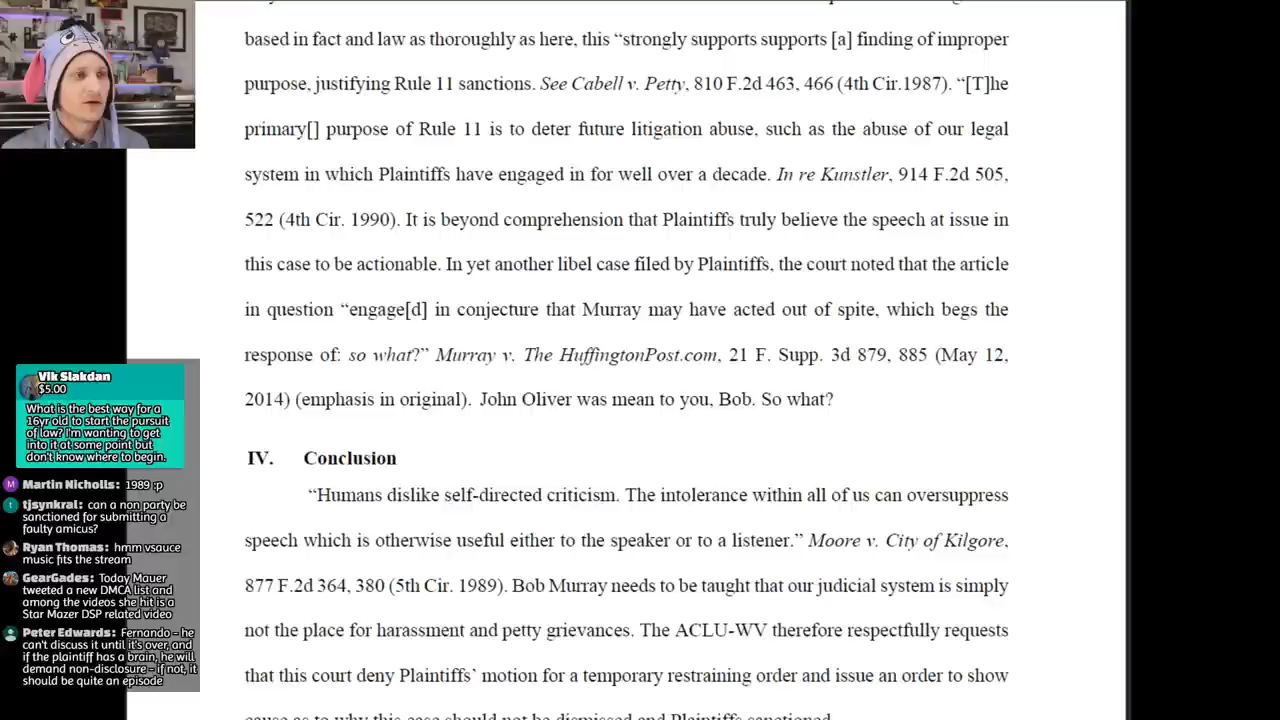 based in fact and law as thoroughly as here, this “strongly supports supports [a] finding of improper
purpose, justifying Rule 11 sanctions. See Cabell v. Petty, 810 F.2d 463, 466 (4th Cir.1987). “[T]he
primary[] purpose of Rule 11 is to deter future litigation abuse, such as the abuse of our legal
system in which Plaintiffs have engaged in for well over a decade. In re Kunstler, 914 F.2d 505,
522 (4th Cir. 1990). It is beyond comprehension that Plaintiffs truly believe the speech at issue in
this case to be actionable. In yet another libel case filed by Plaintiffs, the court noted that the article
in question “engage[d] in conjecture that Murray may have acted out of spite, which begs the
response of: so what?” Murray v. The HuffingtonPost.com, 21 F. Supp. 3d 879, 885 (May 12,
2014) (emphasis in original). John Oliver was mean to you, Bob. So what?
IV. Conclusion
“Humans dislike self-directed criticism. The intolerance within all of us can oversuppress
speech which is otherwise useful either to the speaker or to a listener.” Moore v. City of Kilgore,
877 F.2d 364, 380 (5th Cir. 1989). Bob Murray needs to be taught that our judicial system is simply
not the place for harassment and petty grievances. The ACLU-WV therefore respectfully requests
that this court deny Plaintiffs’ motion for a temporary restraining order and issue an order to show
cause as to why this case should not be dismissed and Plaintiffs sanctioned.
Vlk Slakdan
$5.00
What is the best way for a
16yr old to start the pursuit
of law? I'm wanting to get
into it at some point but
don't know where to begin.
Martin Nicholls: 1989 :p
tjsynkral: can a non party be
sanctioned for submitting a
faulty amicus?
Ryan Thomas: hmm vsauce
music fits the stream
GearGades: Today Mauer
tweeted a new DMCA list and
among the videos she hit is a
Star Mazer DSP related video
Peter Edwards: Fernando - he
can't discuss it until it's over, and
if the plaintiff has a brain, he will
demand non-disclosure - if not, it
should be quite an episode